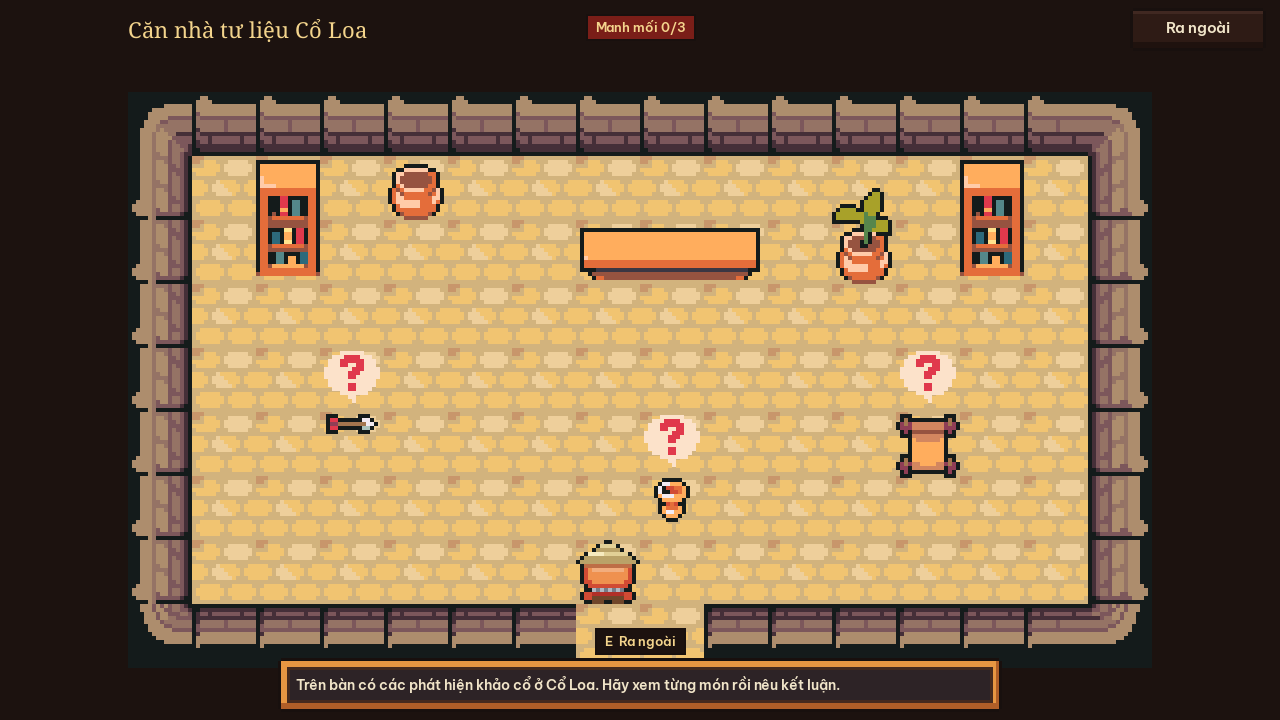 Căn nhà tư liệu Cổ Loa
Manh mối 0/3
Ra ngoài
?
?
?
E Ra ngoài
Trên bàn có các phát hiện khảo cổ ở Cổ Loa. Hãy xem từng món rồi nêu kết luận.